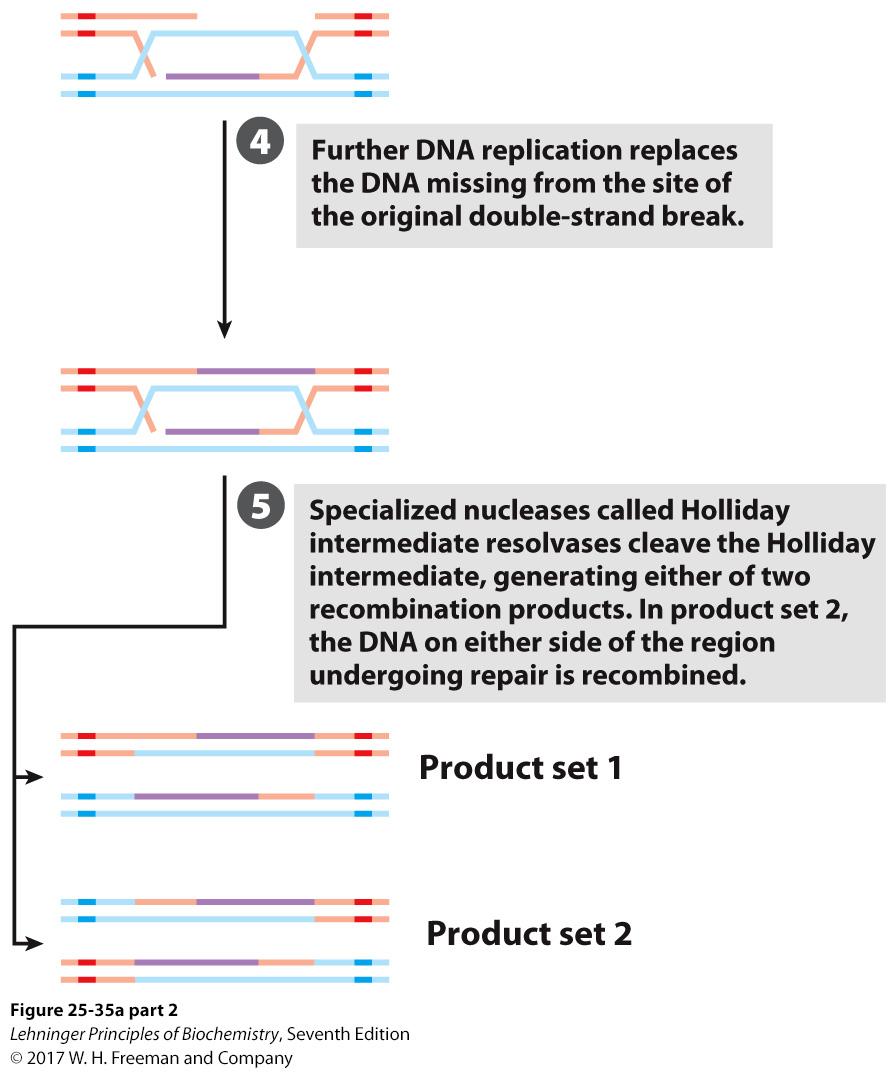 4
Further DNA replication replaces
the DNA missing from the site of
the original double-strand break.
5
Specialized nucleases called Holliday
intermediate resolvases cleave the Holliday
intermediate, generating either of two
recombination products. In product set 2,
the DNA on either side of the region
undergoing repair is recombined.
Product set 1
Product set 2
Figure 25-35a part 2
Lehninger Principles of Biochemistry, Seventh Edition
© 2017 W. H. Freeman and Company